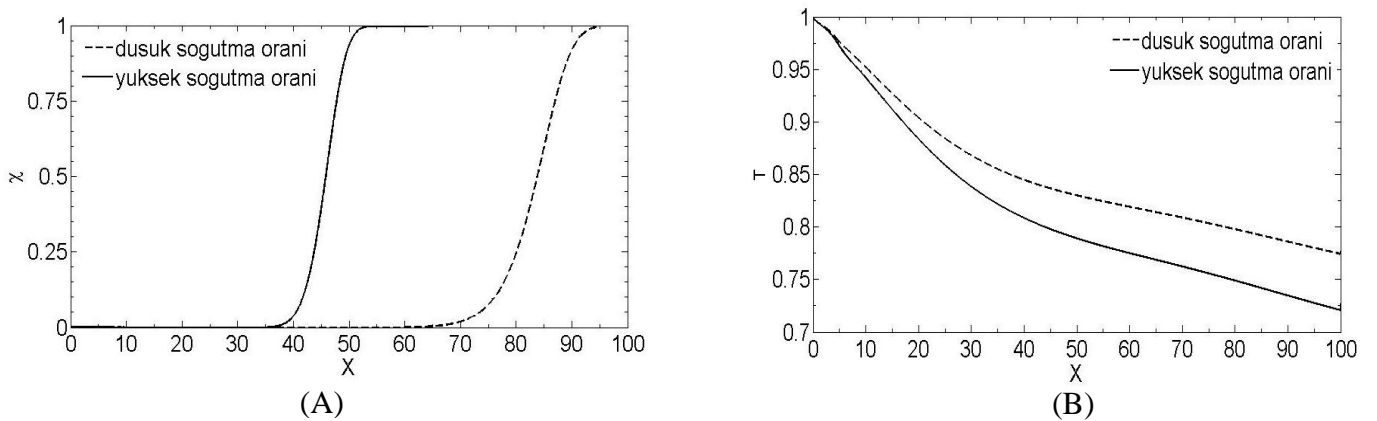 1
0.75
χ 0.5
0.25
0
dusuk sogutma orani
yuksek sogutma orani
0 10 20 30 40 50 60 70 80 90 100
X
(A)
1
0.95
0.9
T 0.85
0.8
0.75
0.7
dusuk sogutma orani
yuksek sogutma orani
0 10 20 30 40 50 60 70 80 90 100
X
(B)